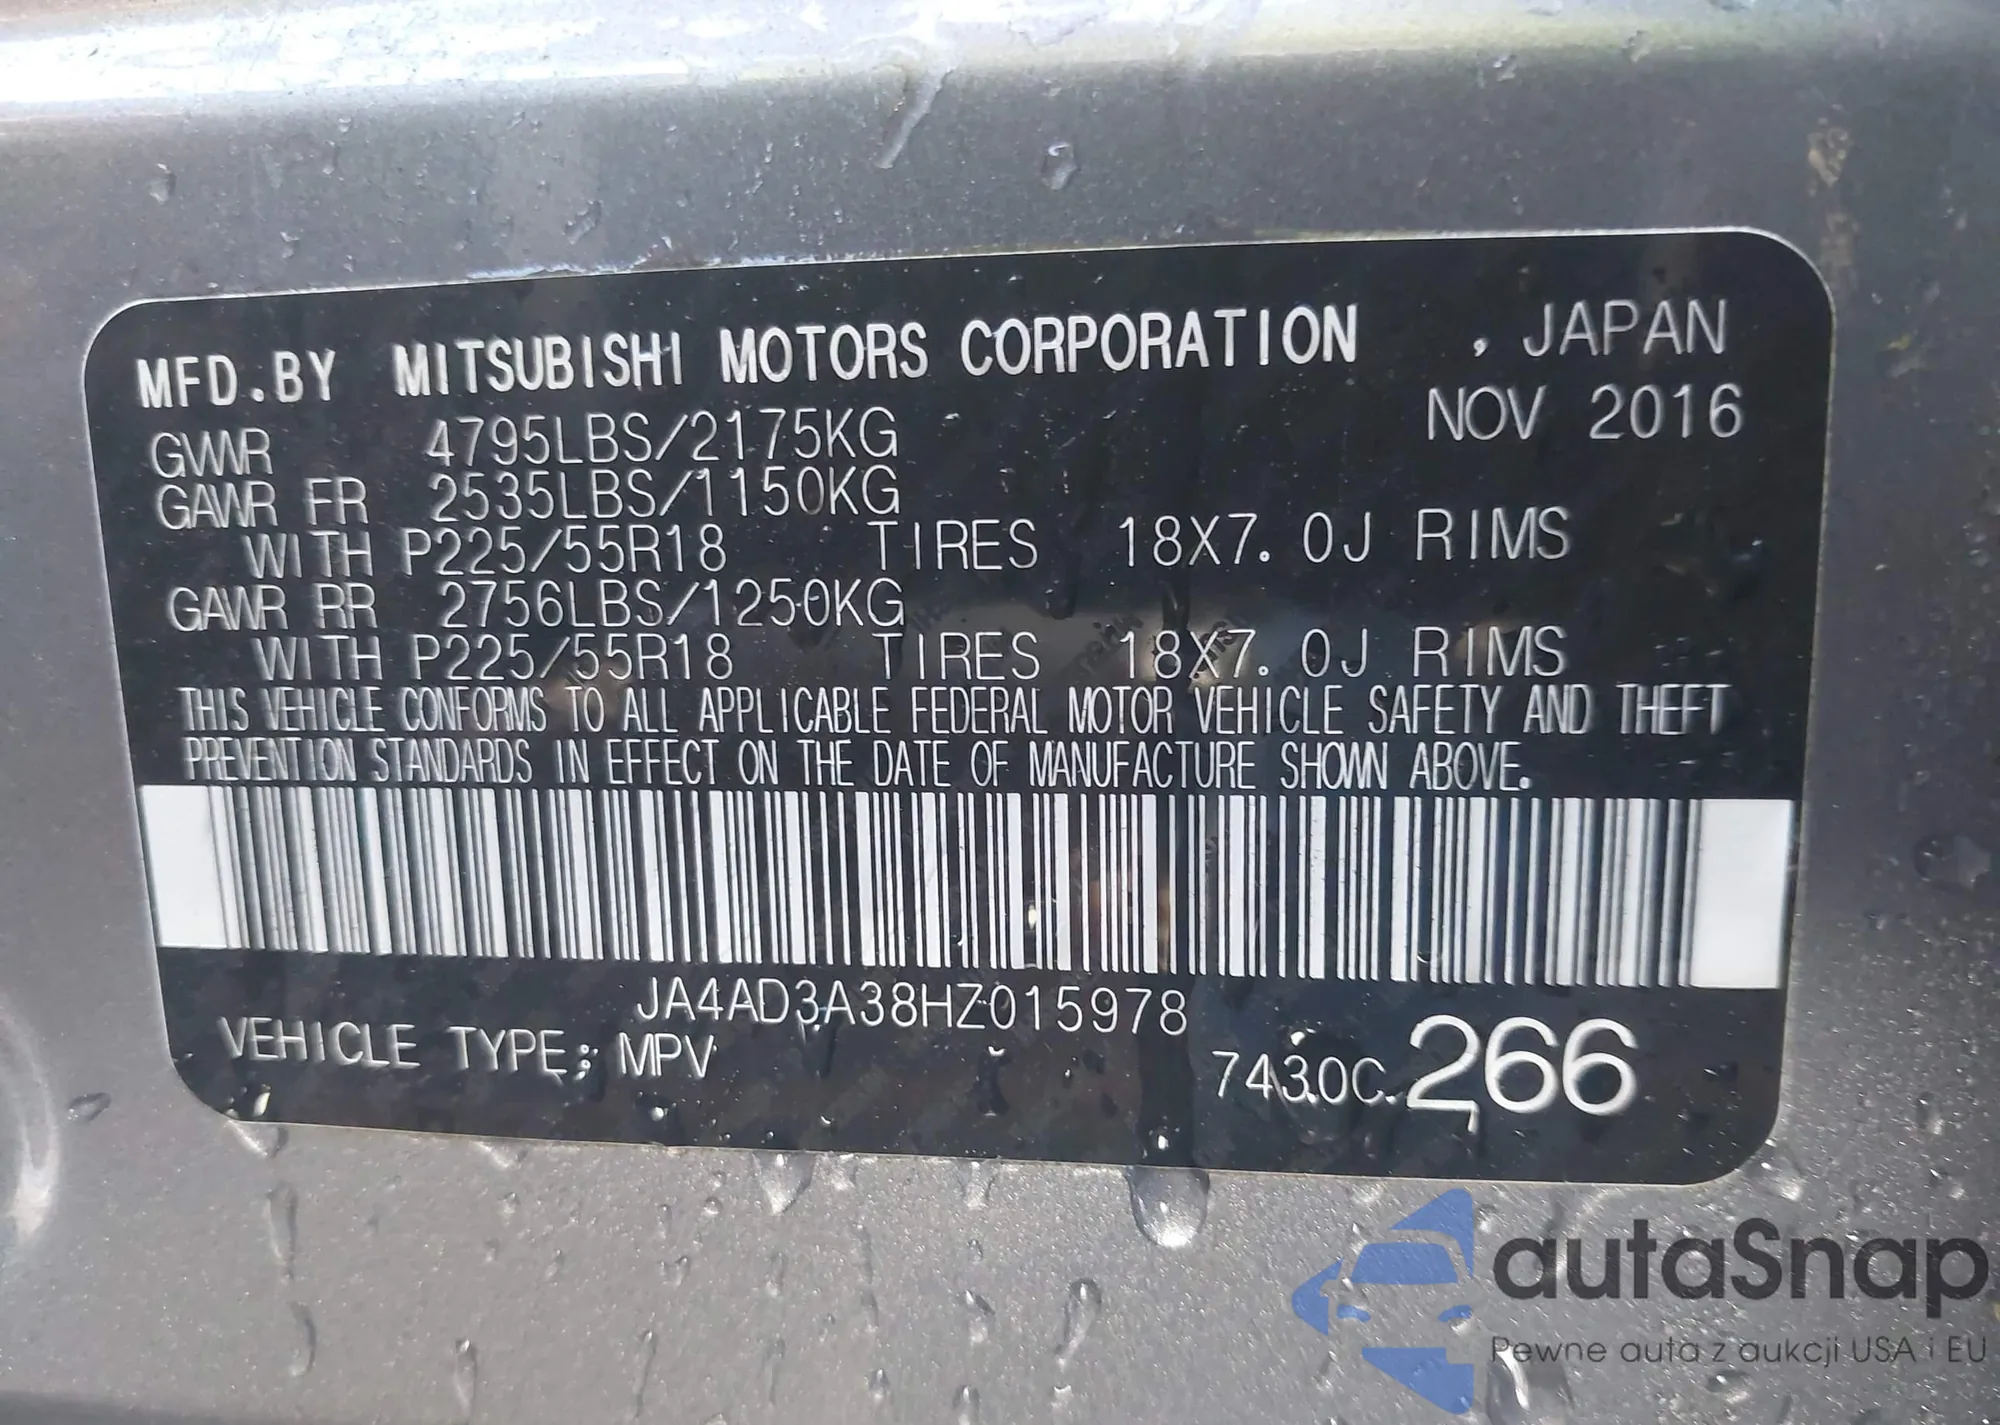 MFD.BY MITSUBISHI MOTORS CORPORATION , JAPAN
NOV 2016
GVWR 4795LBS/2175KG
GAWR FR 2535LBS/1150KG
WITH P225/55R18 TIRES 18X7.0J RIMS
GAWR RR 2756LBS/1250KG
WITH P225/55R18 TIRES 18X7.0J RIMS
THIS VEHICLE CONFORMS TO ALL APPLICABLE FEDERAL MOTOR VEHICLE SAFETY AND THEFT
PREVENTION STANDARDS IN EFFECT ON THE DATE OF MANUFACTURE SHOWN ABOVE.
JA4AD3A38HZ015978
VEHICLE TYPE: MPV
7430C 266
autaSnap
Pewne auta z aukcji USA i EU